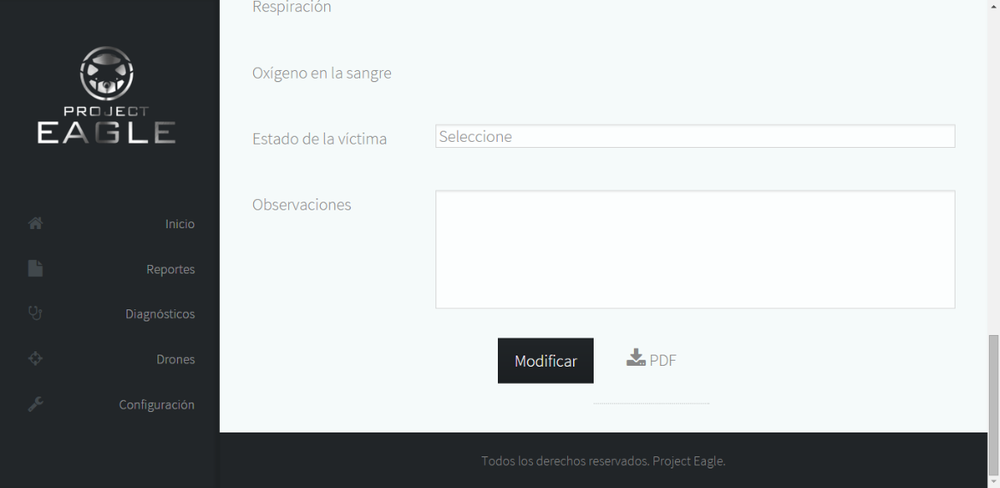 PROJECT
EAGLE
Inicio
Reportes
Diagnósticos
Drones
Configuración
Respiración
Oxígeno en la sangre
Estado de la víctima
Seleccione
Observaciones
Modificar
PDF
Todos los derechos reservados. Project Eagle.